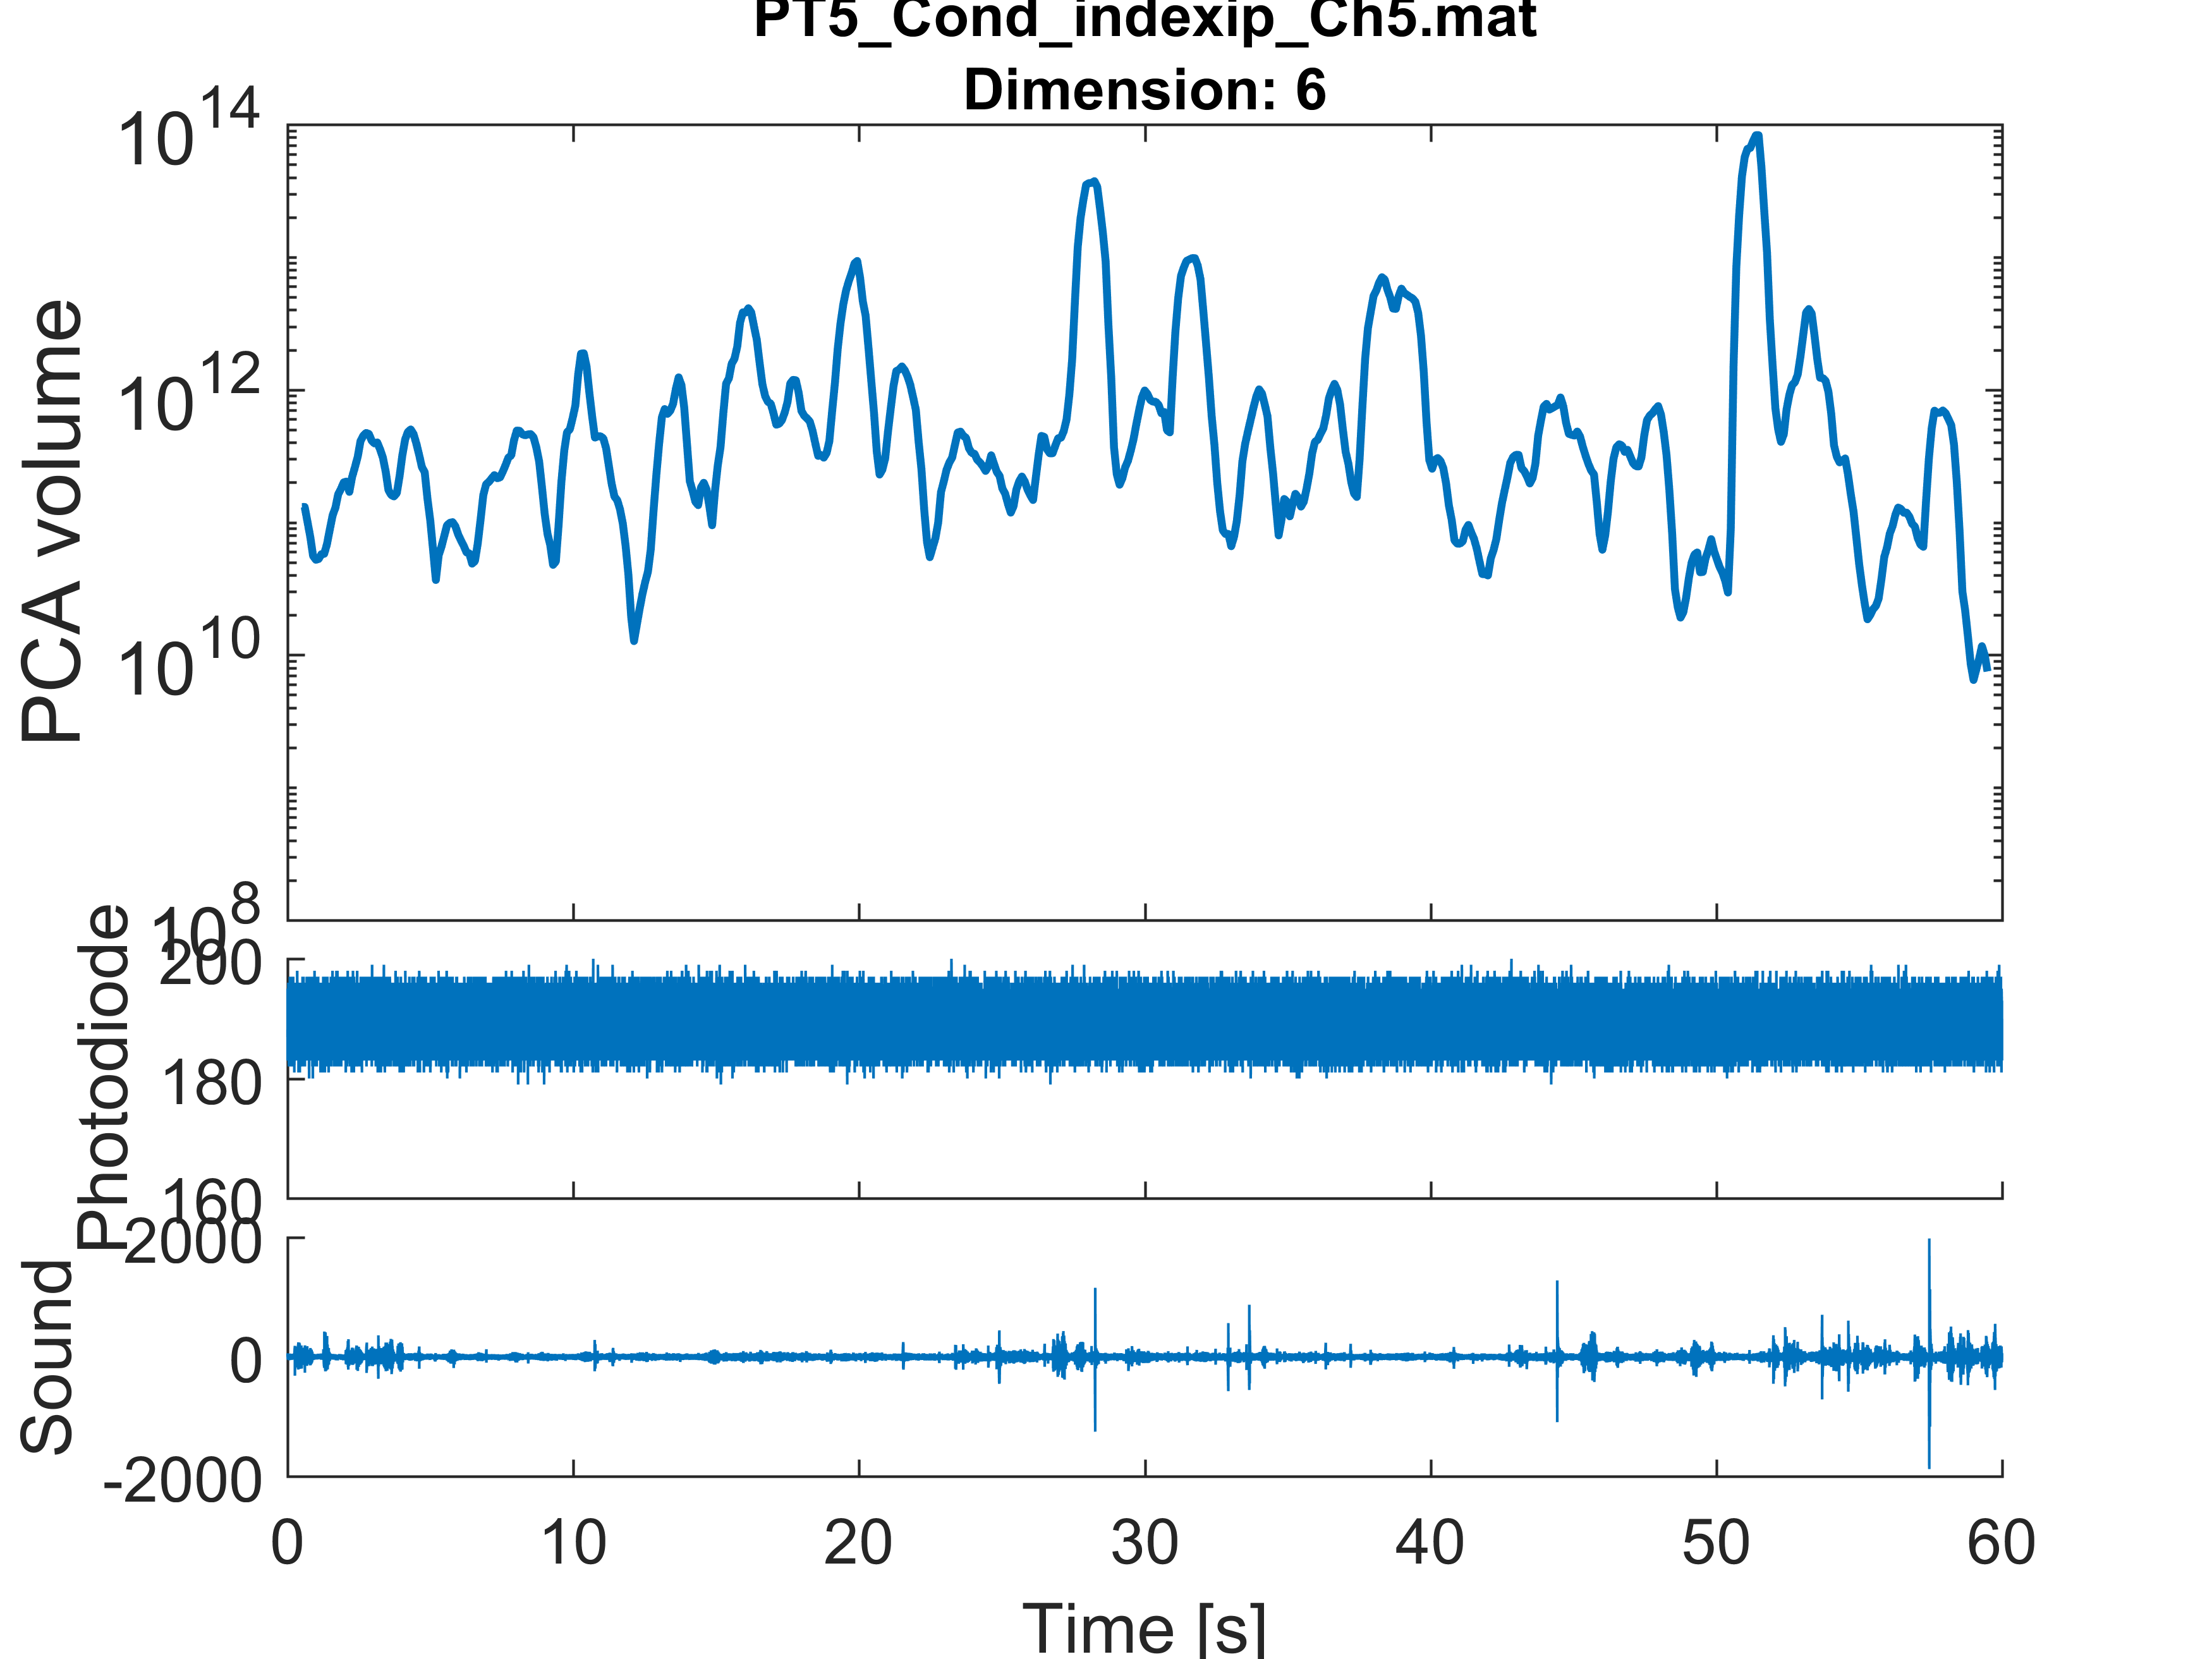 PT5_Cond_indexip_Ch5.mat
Dimension: 6
PCA volume
10^14
10^12
10^10
10^8
Photodiode
200
180
160
Sound
2000
0
-2000
0 10 20 30 40 50 60
Time [s]